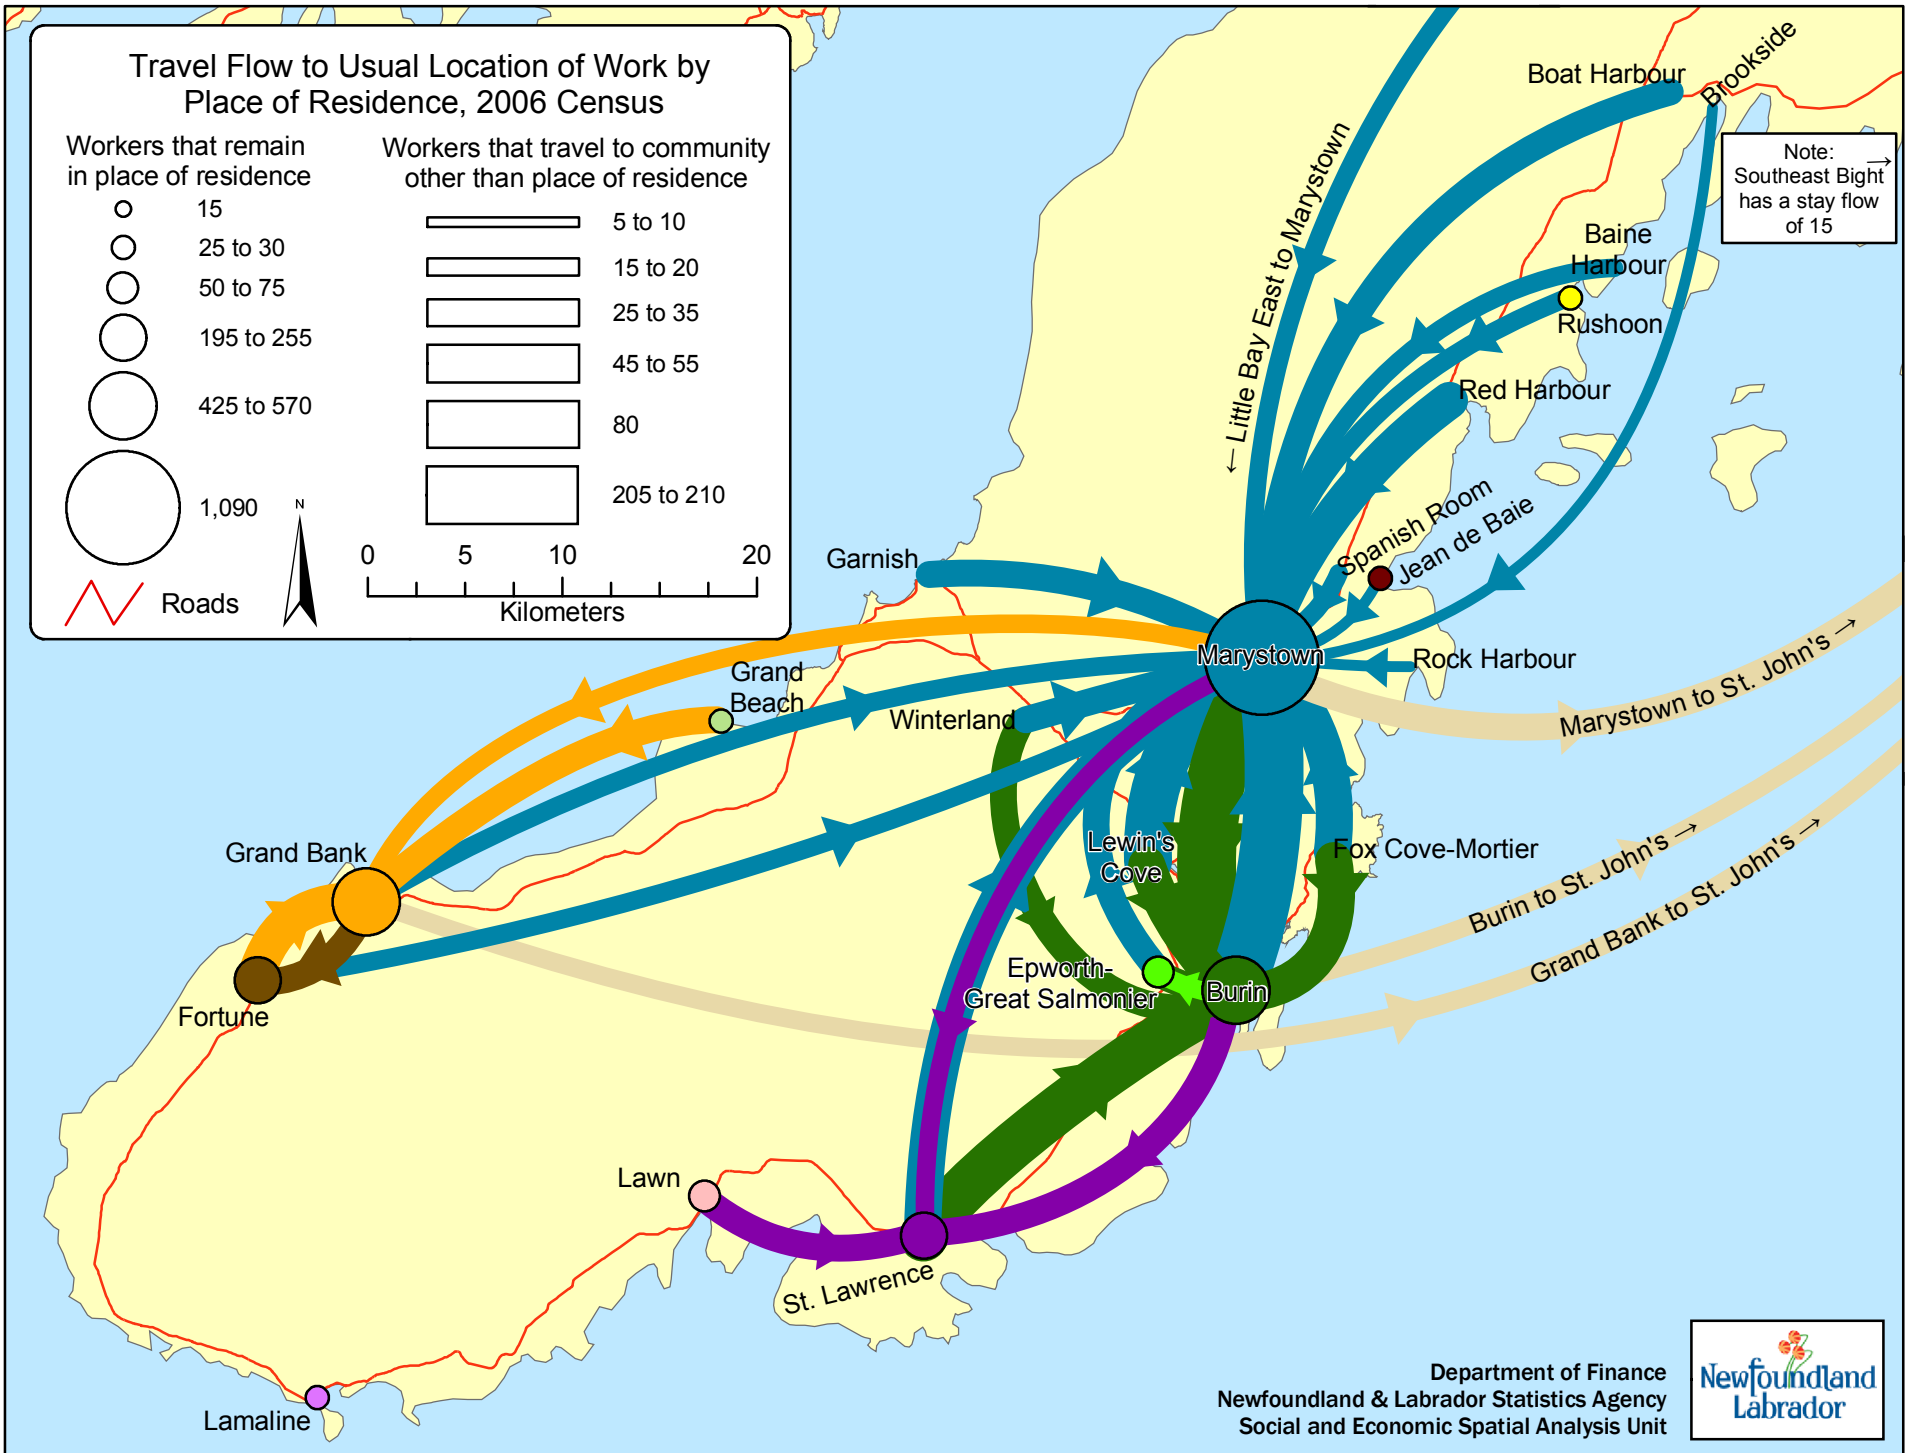 Travel Flow to Usual Location of Work by
Place of Residence, 2006 Census
Workers that remain
in place of residence
15
25 to 30
50 to 75
195 to 255
425 to 570
1,090
Roads
N
Workers that travel to community
other than place of residence
5 to 10
15 to 20
25 to 35
45 to 55
80
205 to 210
0 5 10 20
Kilometers
Boat Harbour
Brookside
Note: →
Southeast Bight
has a stay flow
of 15
← Little Bay East to Marystown
Baine
Harbour
Rushoon
Red Harbour
Spanish Room
Jean de Baie
Garnish
Marystown
Rock Harbour
Grand
Beach
Winterland
Marystown to St. John's →
Lewin's
Cove
Fox Cove-Mortier
Grand Bank
Burin to St. John's →
Grand Bank to St. John's →
Epworth-
Great Salmonier
Burin
Fortune
Lawn
St. Lawrence
Lamaline
Department of Finance
Newfoundland & Labrador Statistics Agency
Social and Economic Spatial Analysis Unit
Newfoundland
Labrador